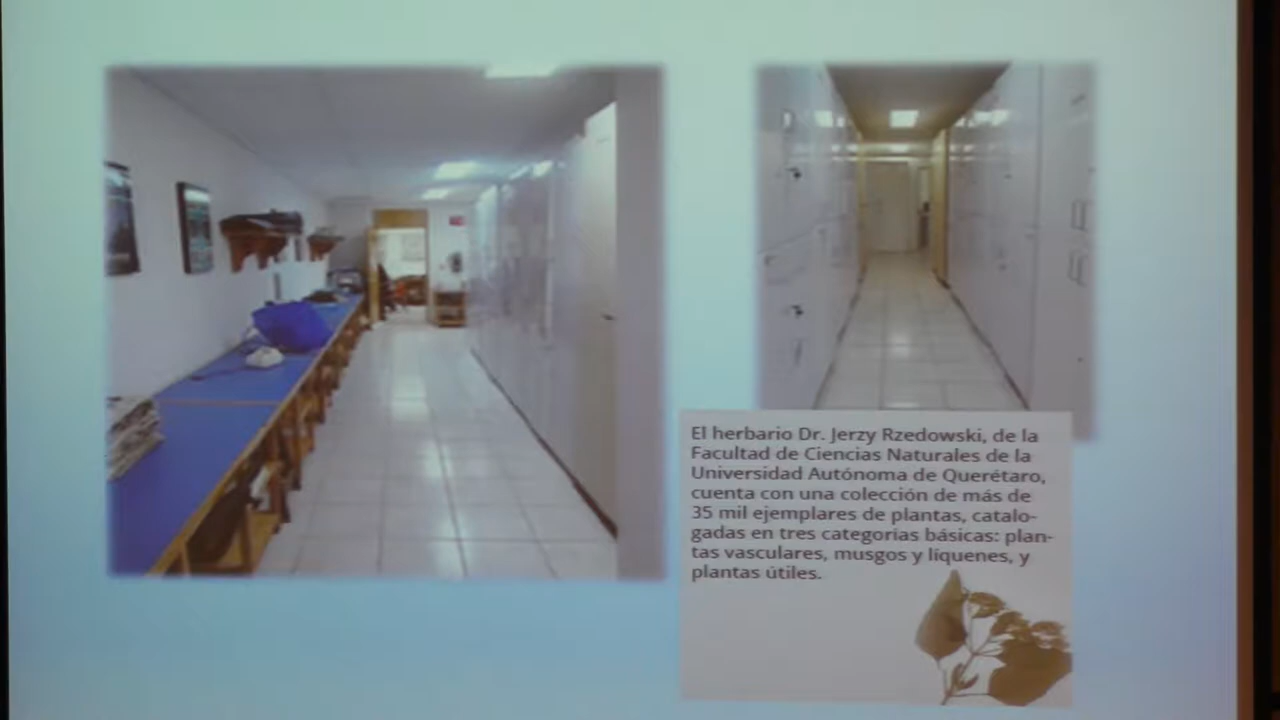 El herbario Dr. Jerzy Rzedowski, de la
Facultad de Ciencias Naturales de la
Universidad Autónoma de Querétaro,
cuenta con una colección de más de
35 mil ejemplares de plantas, catalo-
gadas en tres categorías básicas: plan-
tas vasculares, musgos y líquenes, y
plantas útiles.